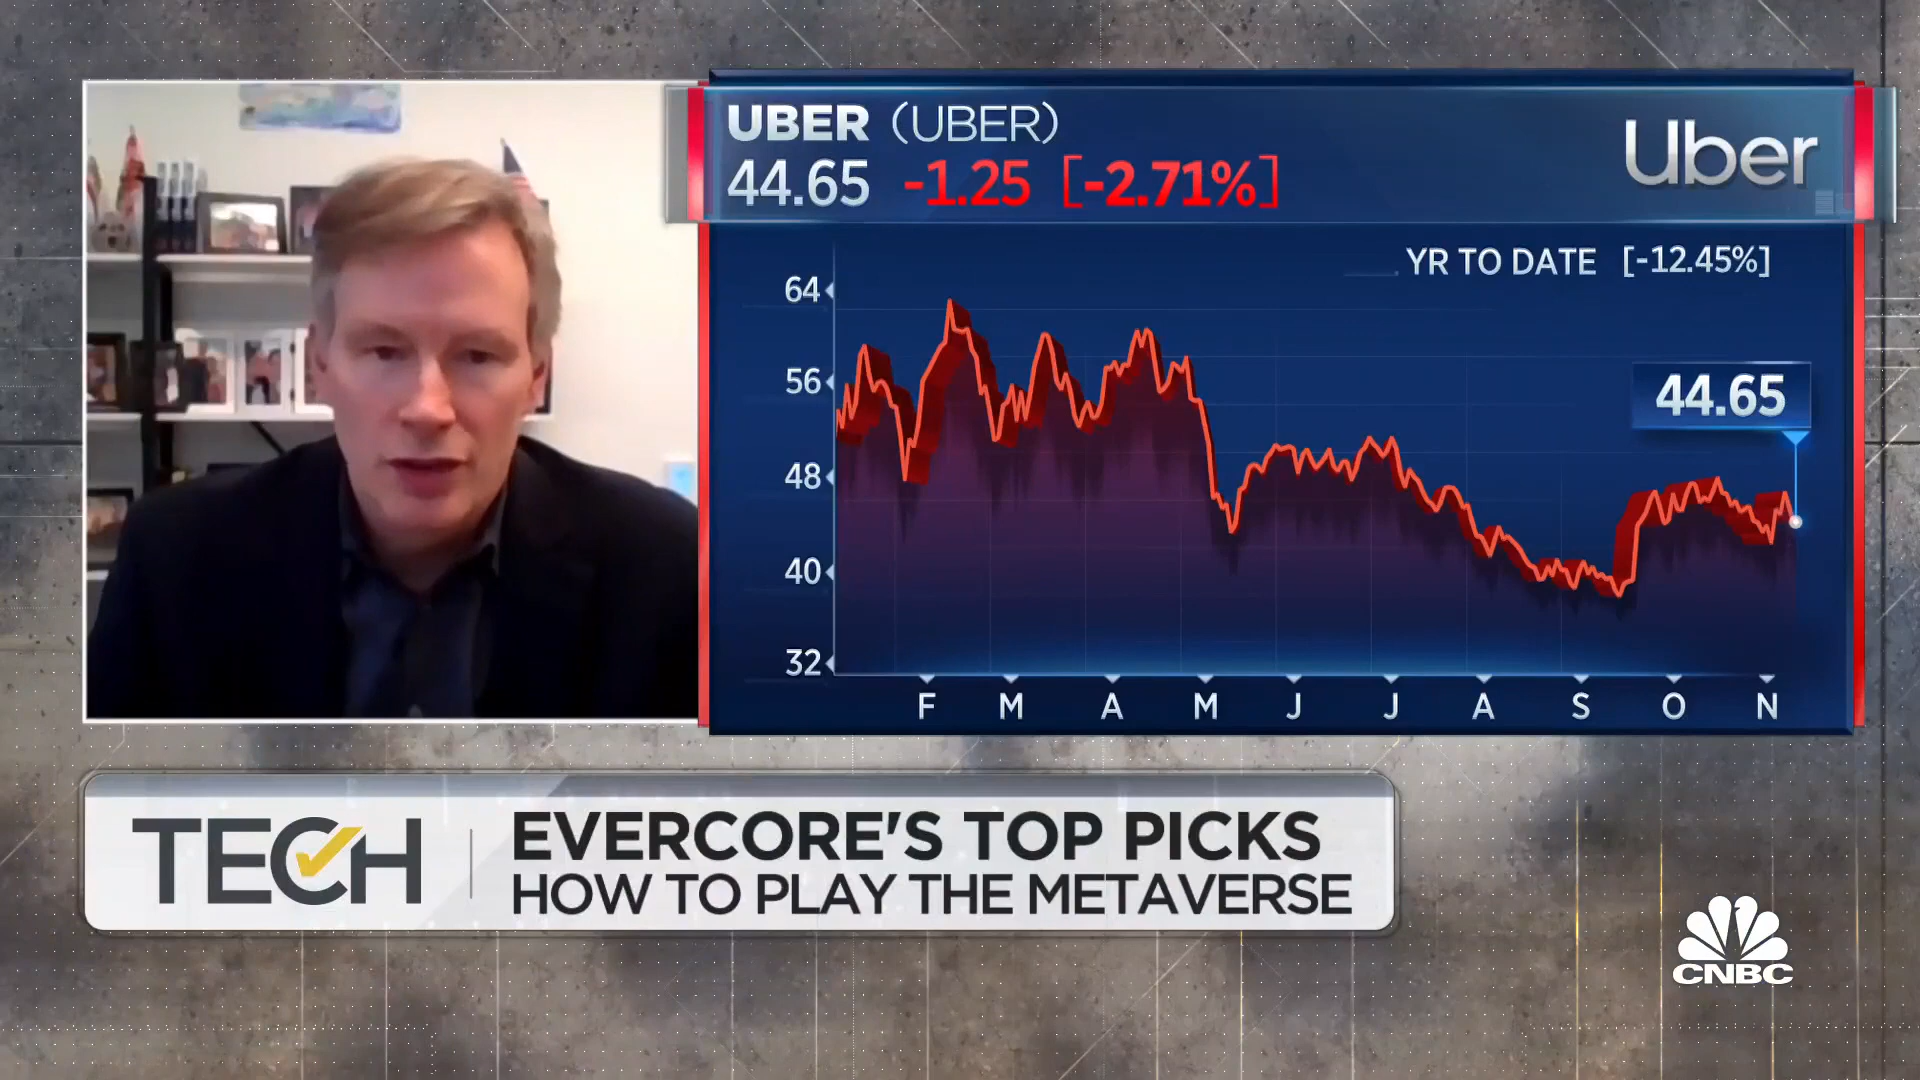 UBER (UBER)
44.65 -1.25 [-2.71%]
Uber
YR TO DATE [-12.45%]
64
56
48
40
32
44.65
F M A M J J A S O N
TECH
EVERCORE'S TOP PICKS
HOW TO PLAY THE METAVERSE
CNBC